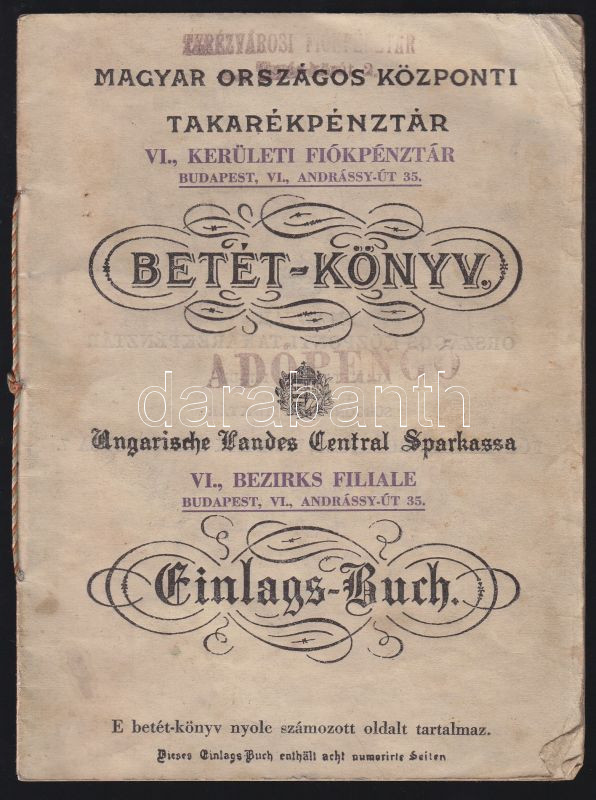 TERÉZVÁROSI FIÓKPÉNZTÁR
2.
MAGYAR ORSZÁGOS KÖZPONTI
TAKARÉKPÉNZTÁR
VI., KERÜLETI FIÓKPÉNZTÁR
BUDAPEST, VI., ANDRÁSSY-ÚT 35.
BETÉT-KÖNYV.
ADÓPENGŐ
darabanth
Ungarische Landes Central Sparkassa
VI., BEZIRKS FILIALE
BUDAPEST, VI., ANDRÁSSY-ÚT 35.
Einlags-Buch.
E betét-könyv nyolc számozott oldalt tartalmaz.
Dieses Einlags Buch enthält acht numerirte Seiten